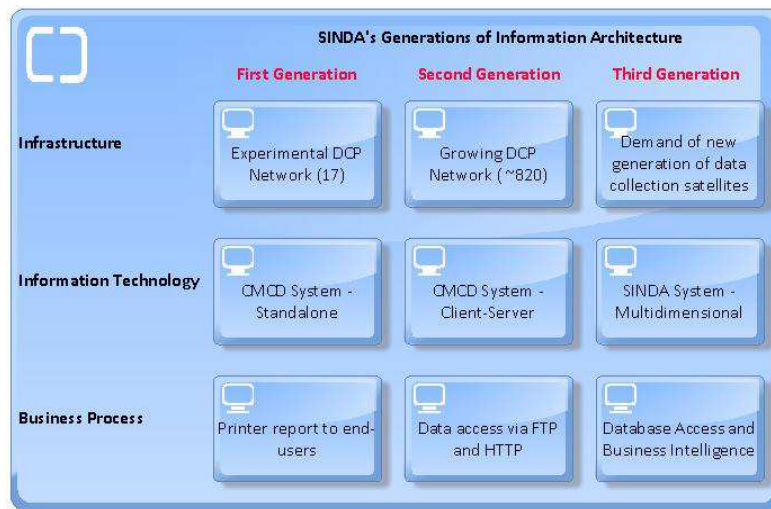 SINDA's Generations of Information Architecture
First Generation
Second Generation
Third Generation
Infrastructure
Experimental DCP
Network (17)
Growing DCP
Network (~820)
Demand of new
generation of data
collection satellites
Information Technology
CMCD System -
Standalone
CMCD System -
Client-Server
SINDA System -
Multidimensional
Business Process
Printer report to end-
users
Data access via FTP
and HTTP
Database Access and
Business Intelligence